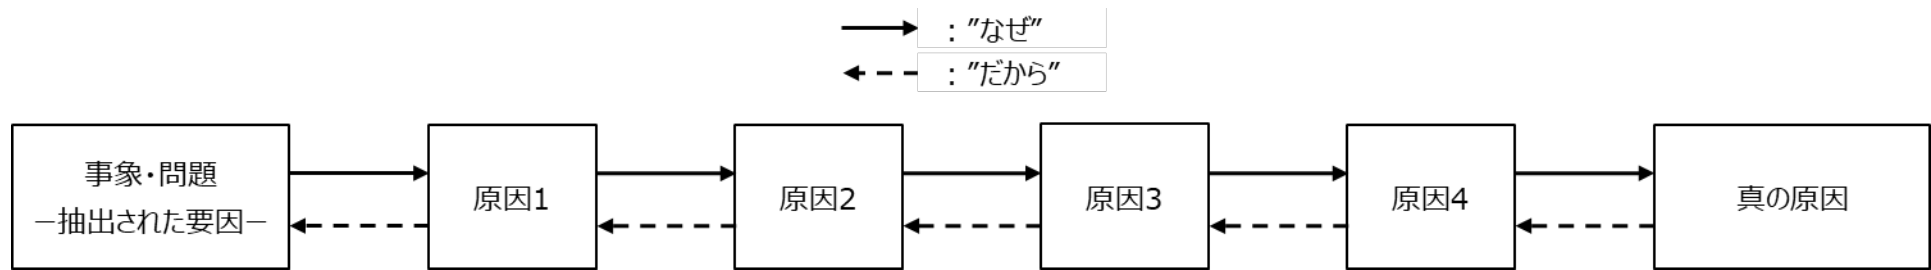 ：”なぜ”
：”だから”
事象・問題
－抽出された要因－
原因1
原因2
原因3
原因4
真の原因